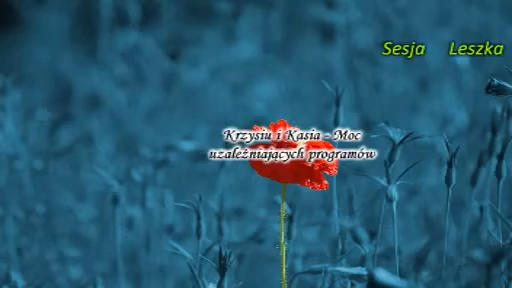 Sesja Leszka
Krzysiu i Kasia - Moc
uzależniających programów